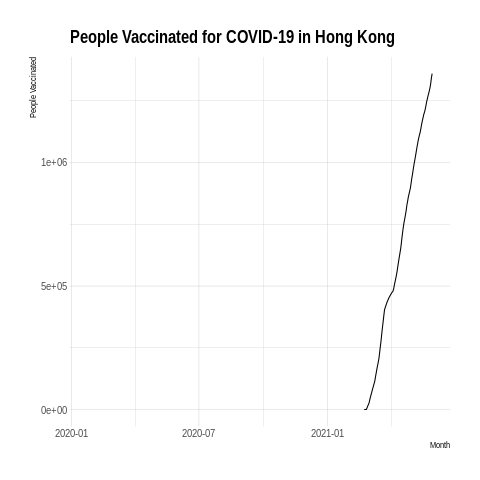 People Vaccinated for COVID-19 in Hong Kong
People Vaccinated
1e+06
5e+05
0e+00
2020-01 2020-07 2021-01
Month